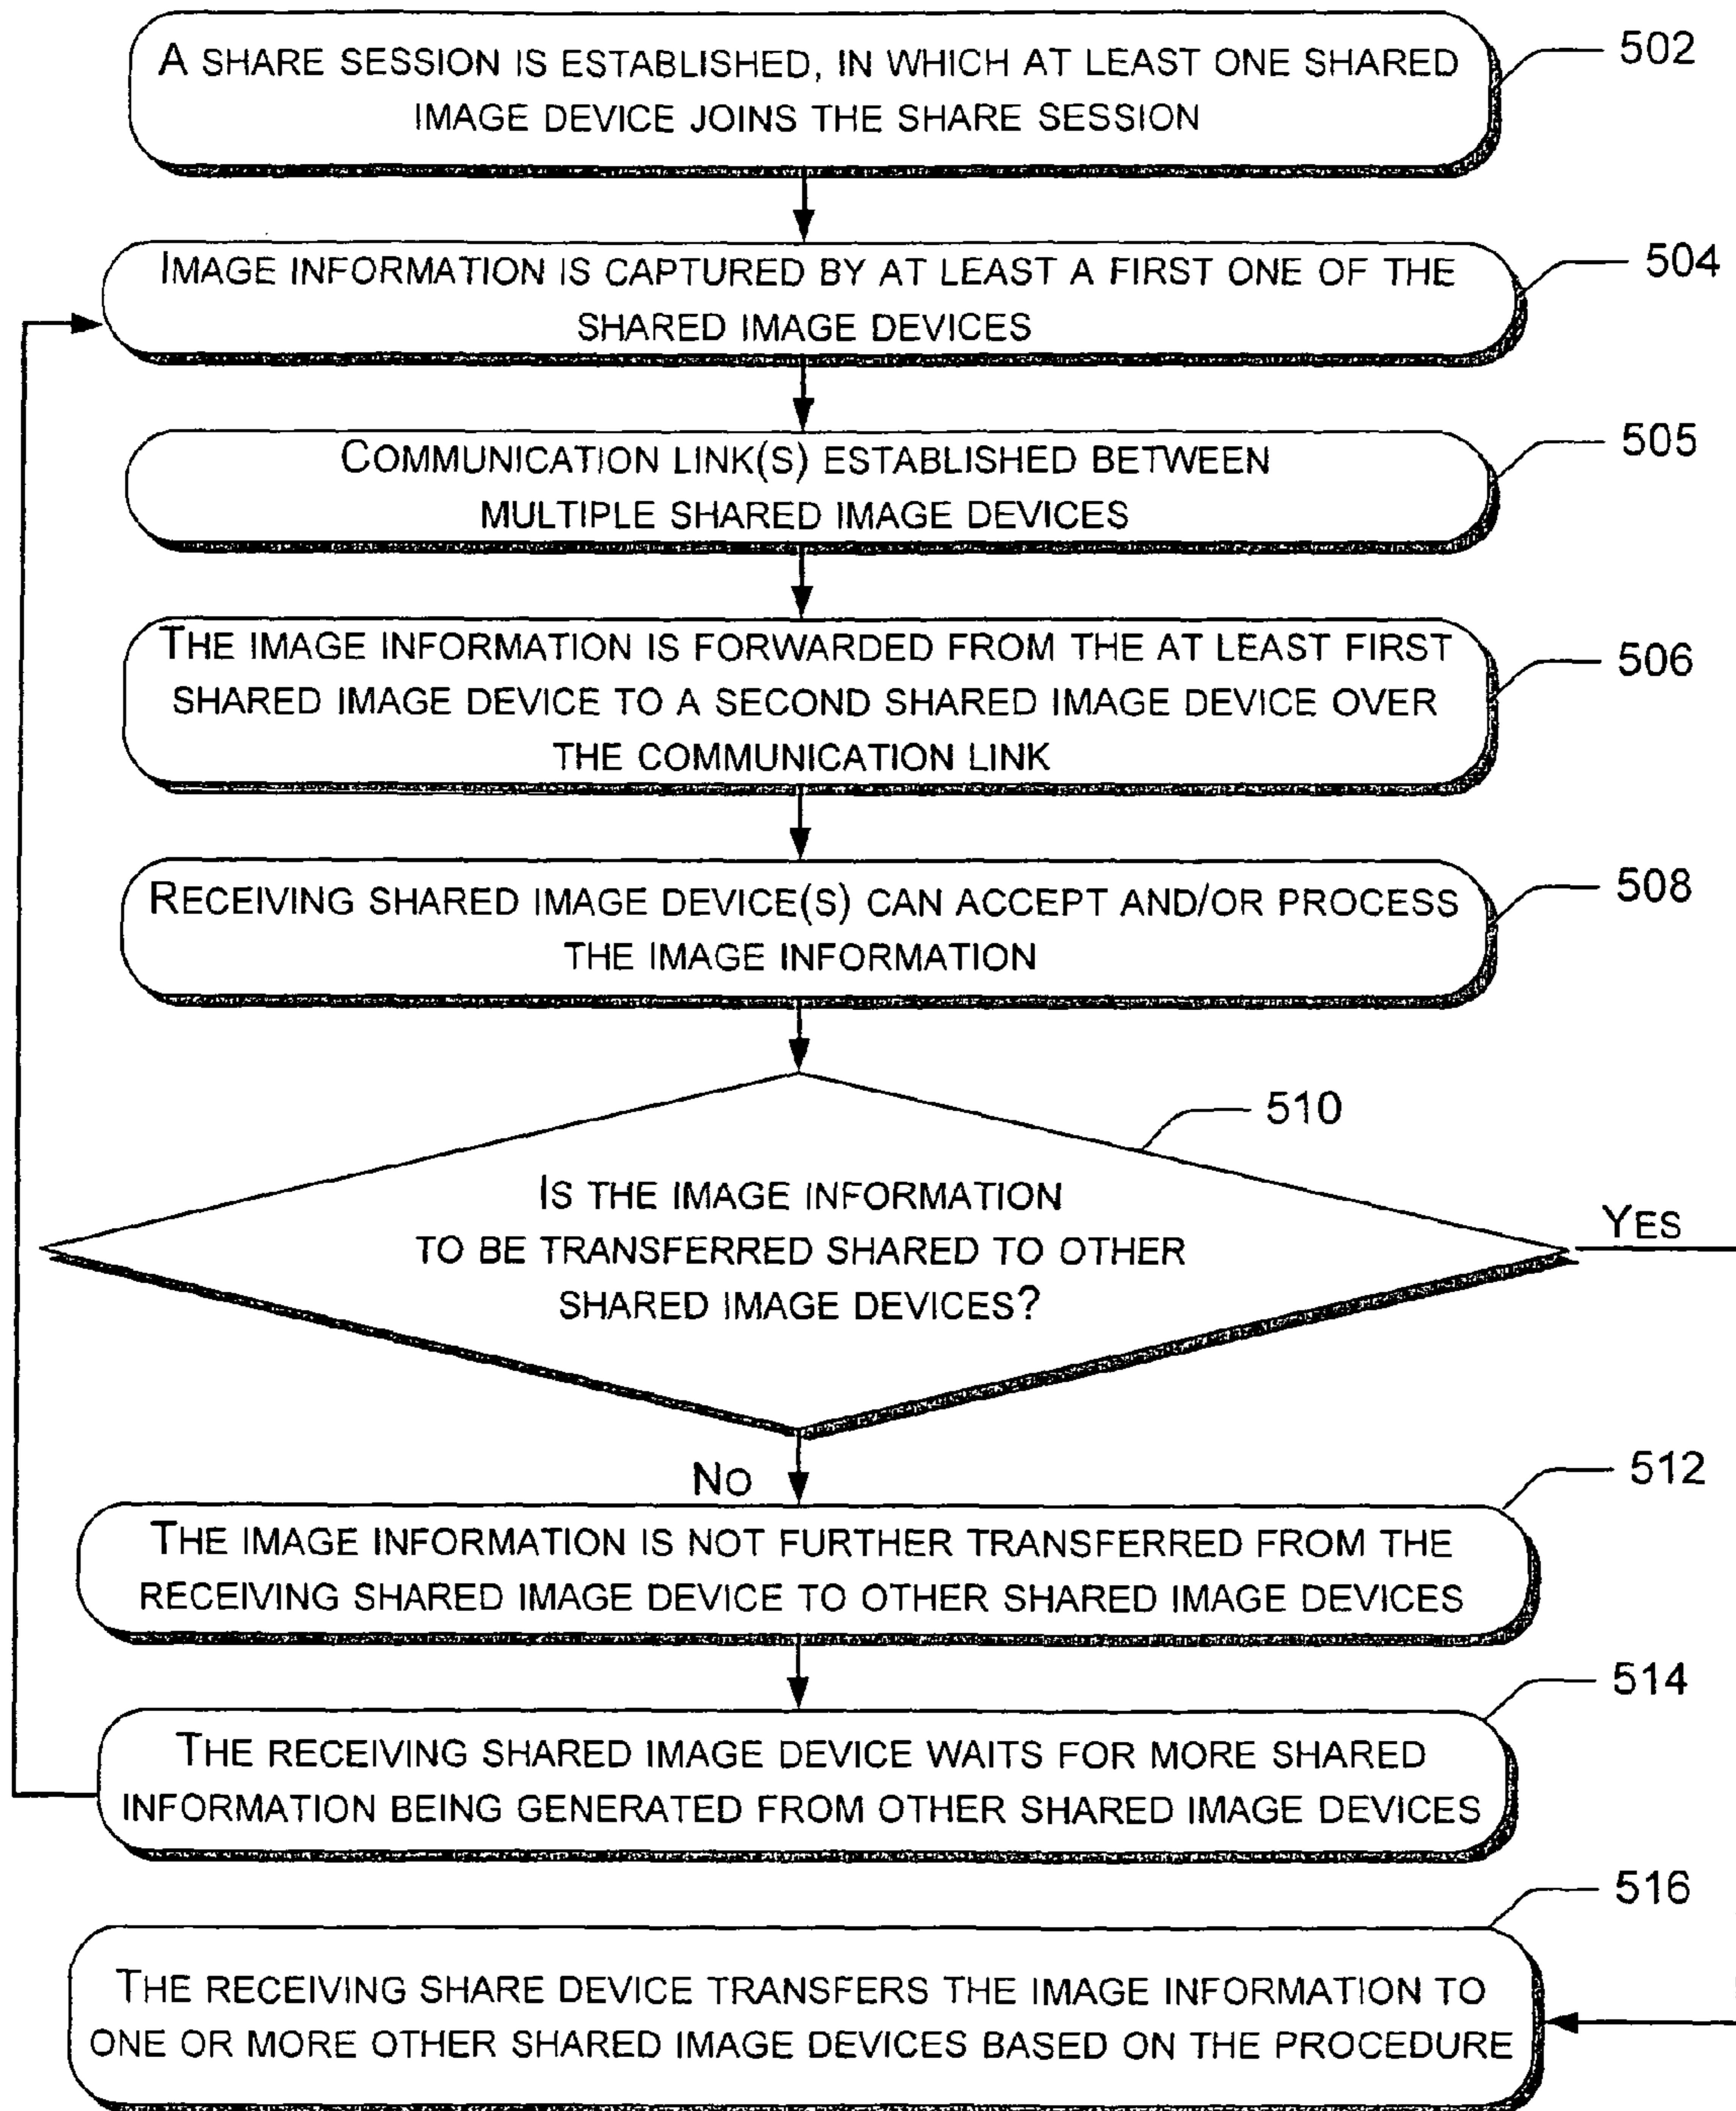 A SHARE SESSION IS ESTABLISHED, IN WHICH AT LEAST ONE SHARED
IMAGE DEVICE JOINS THE SHARE SESSION
502
IMAGE INFORMATION IS CAPTURED BY AT LEAST A FIRST ONE OF THE
SHARED IMAGE DEVICES
504
COMMUNICATION LINK(S) ESTABLISHED BETWEEN
MULTIPLE SHARED IMAGE DEVICES
505
THE IMAGE INFORMATION IS FORWARDED FROM THE AT LEAST FIRST
SHARED IMAGE DEVICE TO A SECOND SHARED IMAGE DEVICE OVER
THE COMMUNICATION LINK
506
RECEIVING SHARED IMAGE DEVICE(S) CAN ACCEPT AND/OR PROCESS
THE IMAGE INFORMATION
508
510
IS THE IMAGE INFORMATION
TO BE TRANSFERRED SHARED TO OTHER
SHARED IMAGE DEVICES?
YES
NO
512
THE IMAGE INFORMATION IS NOT FURTHER TRANSFERRED FROM THE
RECEIVING SHARED IMAGE DEVICE TO OTHER SHARED IMAGE DEVICES
514
THE RECEIVING SHARED IMAGE DEVICE WAITS FOR MORE SHARED
INFORMATION BEING GENERATED FROM OTHER SHARED IMAGE DEVICES
516
THE RECEIVING SHARE DEVICE TRANSFERS THE IMAGE INFORMATION TO
ONE OR MORE OTHER SHARED IMAGE DEVICES BASED ON THE PROCEDURE